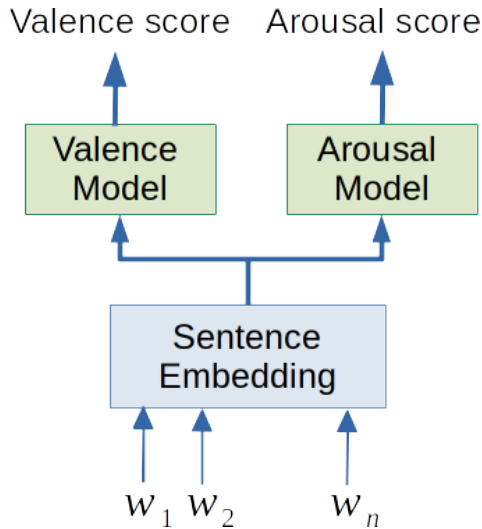 Valence score Arousal score
Valence
Model
Arousal
Model
Sentence
Embedding
w1 w2 wn